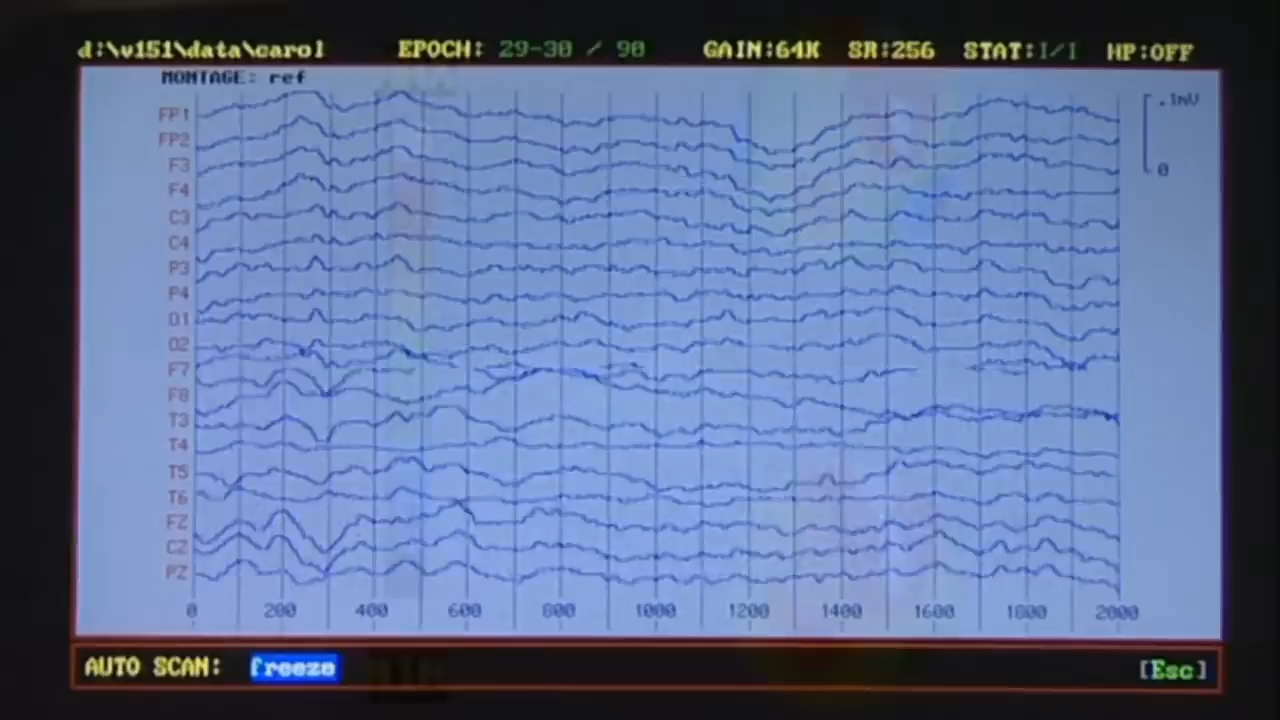 d:\v151\data\carol EPOCH: 29-30 / 90 GAIN:64K SR:256 STAT:I/I HP:OFF
MONTAGE: ref
.1mV
FP1
FP2
F3
0
F4
C3
C4
P3
P4
O1
O2
F7
F8
T3
T4
T5
T6
FZ
CZ
PZ
0 200 400 600 800 1000 1200 1400 1600 1800 2000
AUTO SCAN: freeze [Esc]